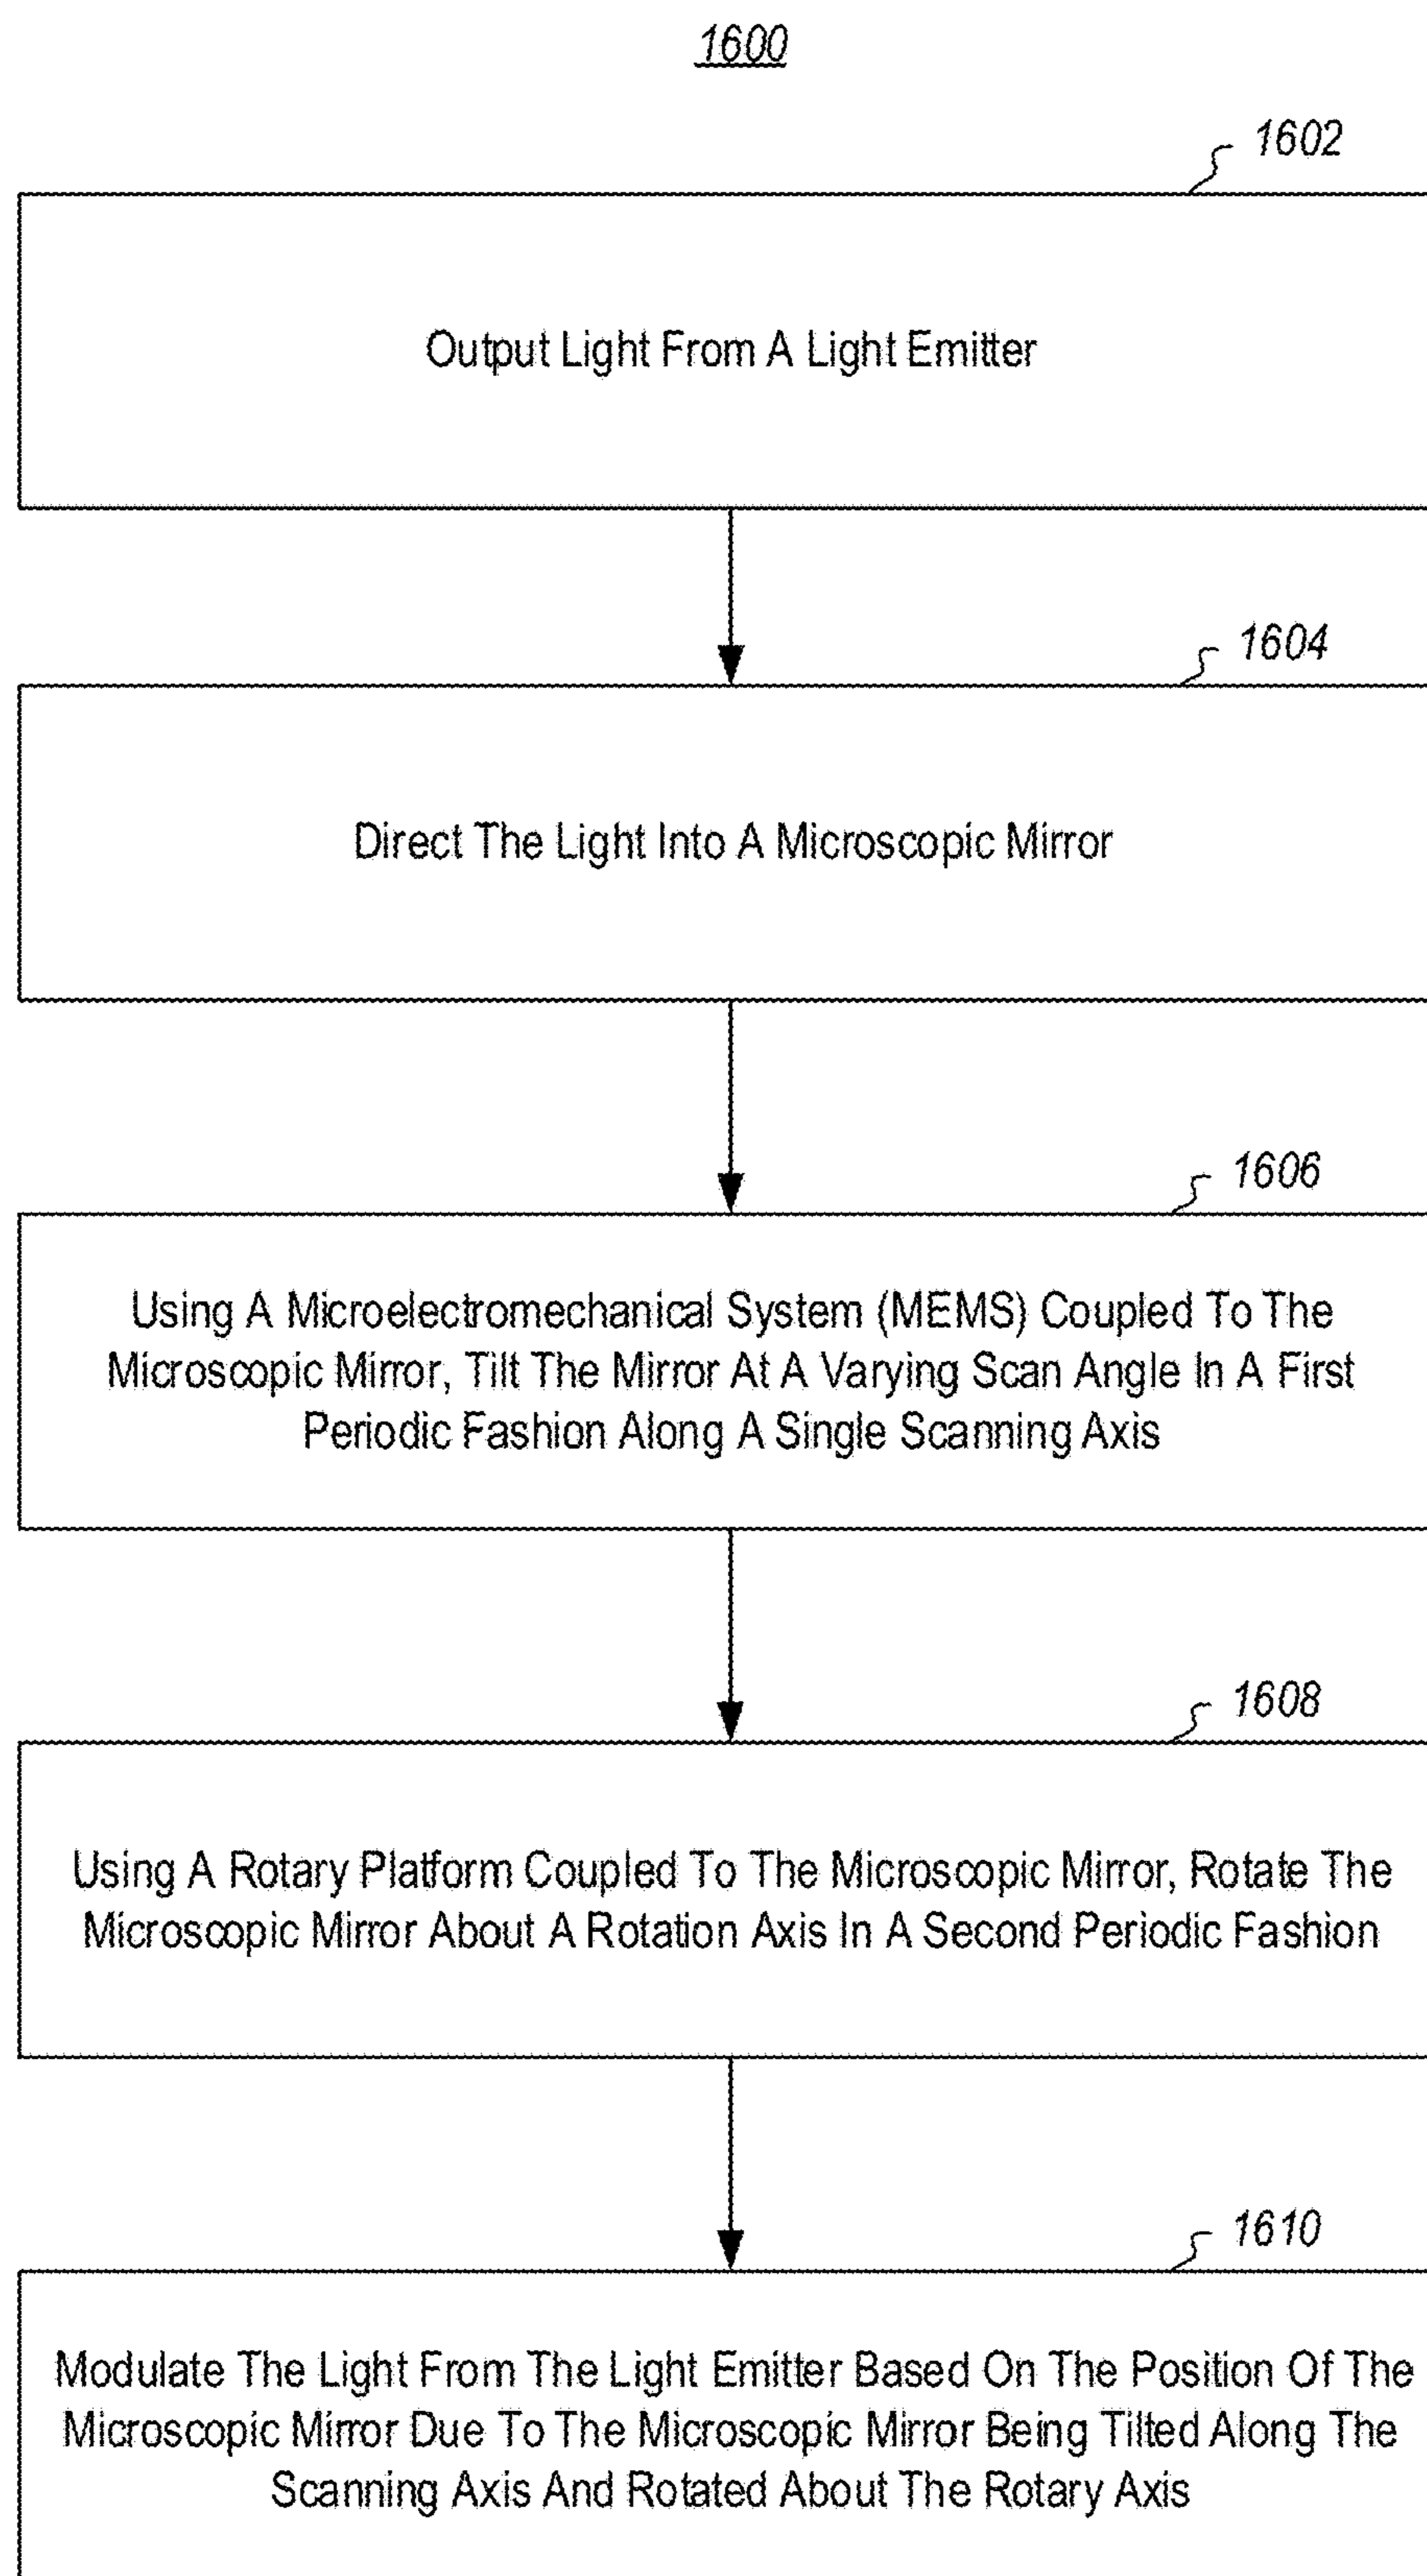 1600
1602
Output Light From A Light Emitter
1604
Direct The Light Into A Microscopic Mirror
1606
Using A Microelectromechanical System (MEMS) Coupled To The
Microscopic Mirror, Tilt The Mirror At A Varying Scan Angle In A First
Periodic Fashion Along A Single Scanning Axis
1608
Using A Rotary Platform Coupled To The Microscopic Mirror, Rotate The
Microscopic Mirror About A Rotation Axis In A Second Periodic Fashion
1610
Modulate The Light From The Light Emitter Based On The Position Of The
Microscopic Mirror Due To The Microscopic Mirror Being Tilted Along The
Scanning Axis And Rotated About The Rotary Axis